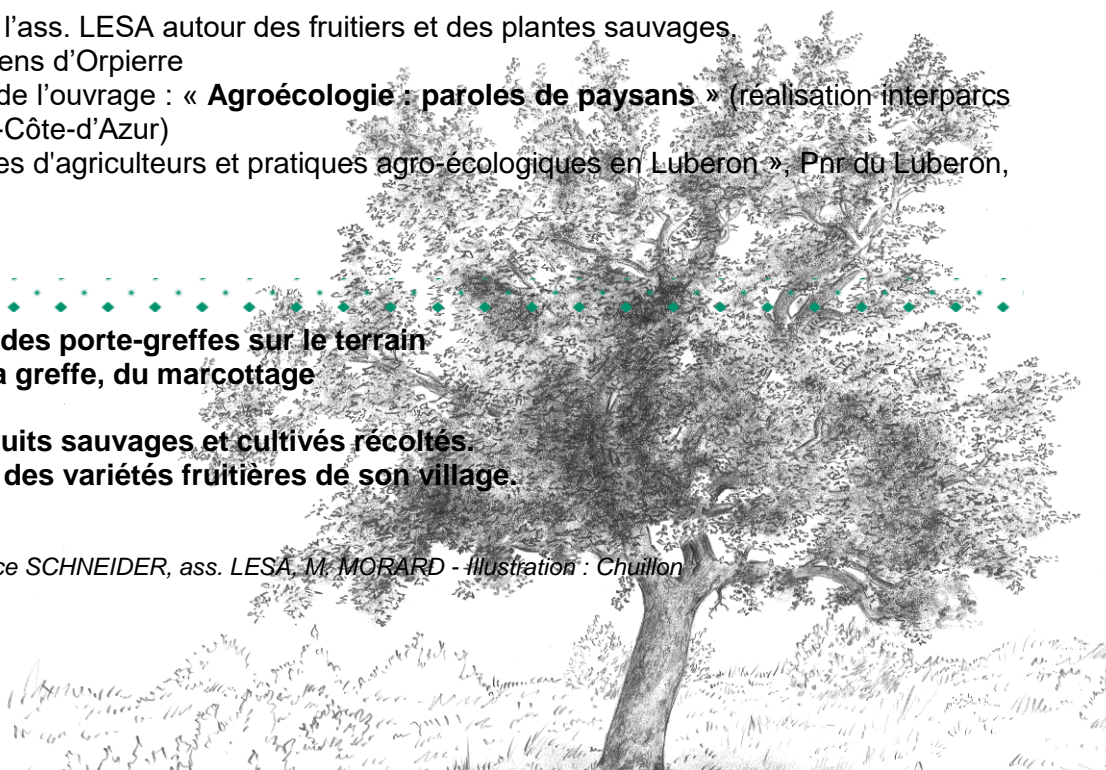 l’ass. LESA autour des fruitiers et des plantes sauvages.
ens d’Orpierre
de l’ouvrage : « Agroécologie : paroles de paysans » (réalisation interparcs
-Côte-d’Azur)
es d'agriculteurs et pratiques agro-écologiques en Luberon », Pnr du Luberon,
des porte-greffes sur le terrain
a greffe, du marcottage
uits sauvages et cultivés récoltés.
des variétés fruitières de son village.
ce SCHNEIDER, ass. LESA, M. MORARD - Illustration : Chuillon